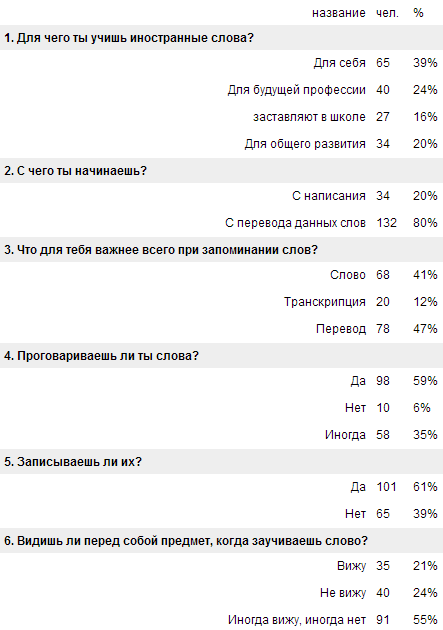 название чел. %
1. Для чего ты учишь иностранные слова?
Для себя 65 39%
Для будущей профессии 40 24%
заставляют в школе 27 16%
Для общего развития 34 20%
2. С чего ты начинаешь?
С написания 34 20%
С перевода данных слов 132 80%
3. Что для тебя важнее всего при запоминании слов?
Слово 68 41%
Транскрипция 20 12%
Перевод 78 47%
4. Проговариваешь ли ты слова?
Да 98 59%
Нет 10 6%
Иногда 58 35%
5. Записываешь ли их?
Да 101 61%
Нет 65 39%
6. Видишь ли перед собой предмет, когда заучиваешь слово?
Вижу 35 21%
Не вижу 40 24%
Иногда вижу, иногда нет 91 55%